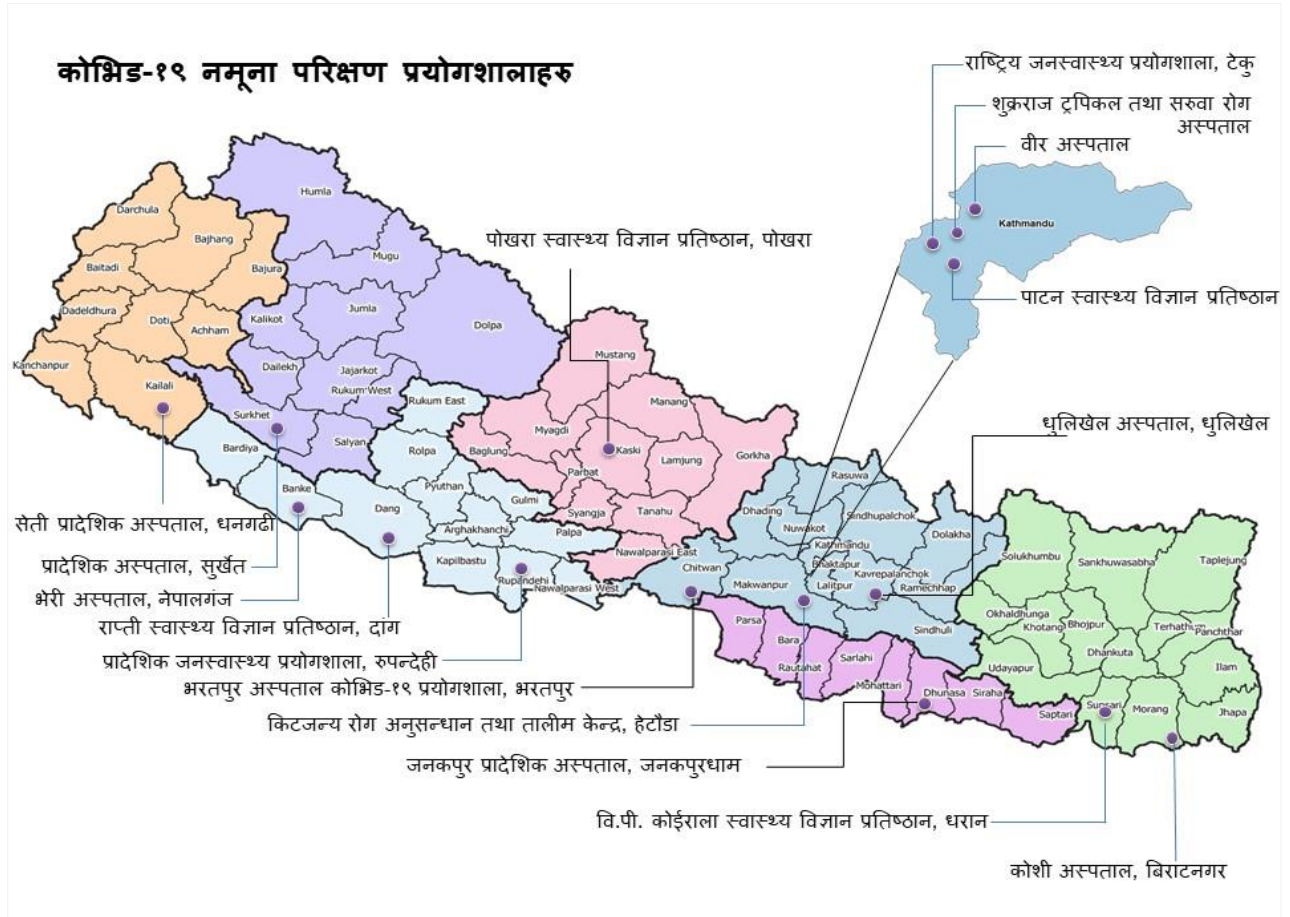 कोभिड-१९ नमूना परिक्षण प्रयोगशालाहरु
राष्ट्रिय जनस्वास्थ्य प्रयोगशाला, टेकु
शुक्रराज ट्रपिकल तथा सरुवा रोग
अस्पताल
वीर अस्पताल
Kathmandu
पाटन स्वास्थ्य विज्ञान प्रतिष्ठान
पोखरा स्वास्थ्य विज्ञान प्रतिष्ठान, पोखरा
धुलिखेल अस्पताल, धुलिखेल
Humla
Darchula
Bajhang
Mugu
Baitadi
Bajura
Dadeldhura
Doti
Achham
Kalikot
Jumla
Dolpa
Kanchanpur
Kailali
Dailekh
Jajarkot
Rukum West
Rukum East
Surkhet
Salyan
Bardiya
Banke
Rolpa
Pyuthan
Dang
Gulmi
Arghakhanchi
Palpa
Kapilbastu
Rupandehi
Nawalparasi West
Mustang
Manang
Myagdi
Baglung
Kaski
Parbat
Lamjung
Gorkha
Syangja
Tanahu
Nawalparasi East
Rasuwa
Dhading
Nuwakot
Sindhupalchok
Dolakha
Kathmandu
Bhaktapur
Chitwan
Makwanpur
Lalitpur
Kavrepalanchok
Ramechhap
Sindhuli
Parsa
Bara
Rautahat
Sarlahi
Mohattari
Dhunasa
Siraha
Saptari
Solukhumbu
Sankhuwasabha
Taplejung
Okhaldhunga
Khotang
Bhojpur
Terhathum
Panchthar
Dhankuta
Udayapur
Ilam
Sunsari
Morang
Jhapa
सेती प्रादेशिक अस्पताल, धनगढी
प्रादेशिक अस्पताल, सुर्खेत
भेरी अस्पताल, नेपालगंज
राप्ती स्वास्थ्य विज्ञान प्रतिष्ठान, दांग
प्रादेशिक जनस्वास्थ्य प्रयोगशाला, रुपन्देही
भरतपुर अस्पताल कोभिड-१९ प्रयोगशाला, भरतपुर
किटजन्य रोग अनुसन्धान तथा तालीम केन्द्र, हेटौडा
जनकपुर प्रादेशिक अस्पताल, जनकपुरधाम
वि.पी. कोईराला स्वास्थ्य विज्ञान प्रतिष्ठान, धरान
कोशी अस्पताल, बिराटनगर